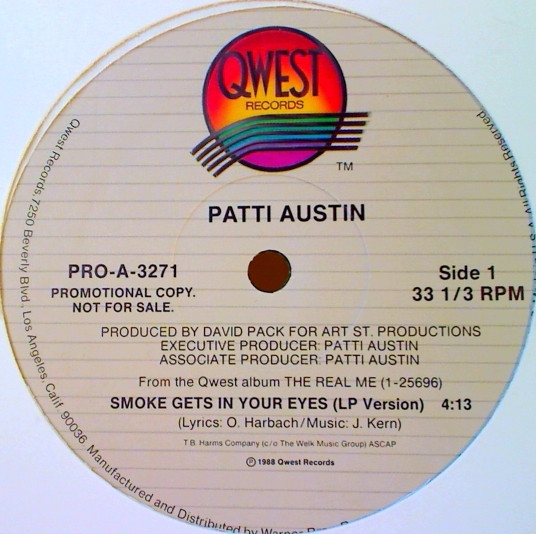 QWEST
RECORDS
TM
PATTI AUSTIN
PRO-A-3271
PROMOTIONAL COPY.
NOT FOR SALE.
Side 1
33 1/3 RPM
PRODUCED BY DAVID PACK FOR ART ST. PRODUCTIONS
EXECUTIVE PRODUCER: PATTI AUSTIN
ASSOCIATE PRODUCER: PATTI AUSTIN
From the Qwest album THE REAL ME (1-25696)
SMOKE GETS IN YOUR EYES (LP Version) 4:13
(Lyrics: O. Harbach/Music: J. Kern)
T.B. Harms Company (c/o The Welk Music Group) ASCAP
℗ 1988 Qwest Records
Qwest Records, 7250 Beverly Blvd., Los Angeles, Calif. 90036 Manufactured and Distributed by Warner All Rights Reserved